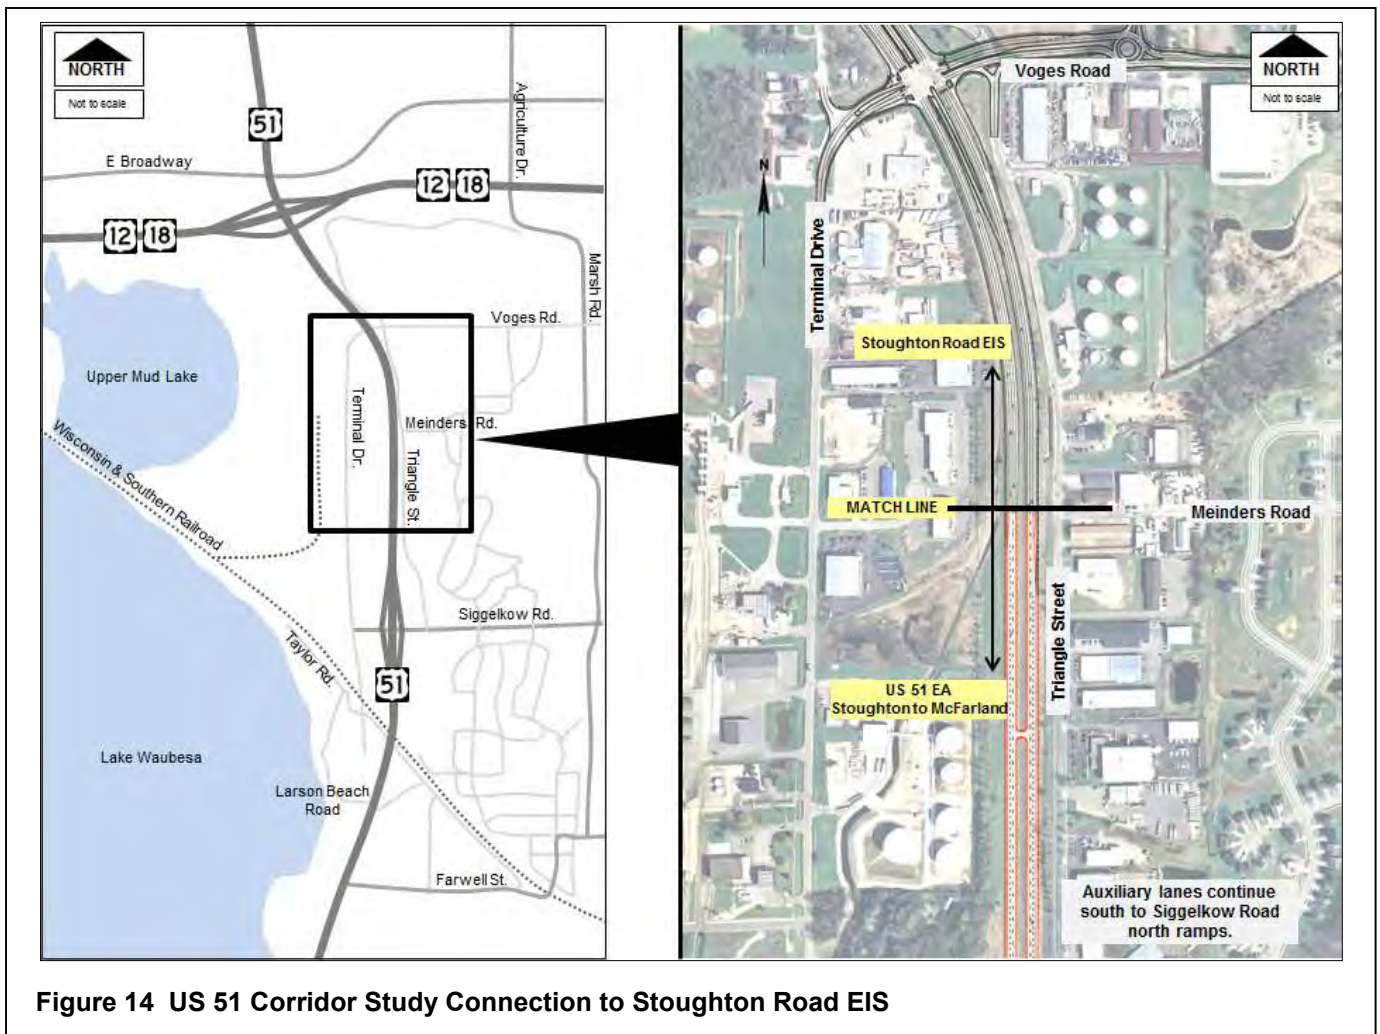 NORTH
Not to scale
51
E Broadway
Agriculture Dr.
12 18
12 18
Marsh Rd.
Voges Rd.
Upper Mud Lake
Terminal Dr.
Meinders Rd.
Triangle St.
Wisconsin & Southern Railroad
Siggelkow Rd.
Taylor Rd.
51
Lake Waubesa
Larson Beach
Road
Farwell St.
NORTH
Not to scale
Voges Road
N
Terminal Drive
Stoughton Road EIS
MATCH LINE
Meinders Road
Triangle Street
US 51 EA
Stoughton to McFarland
Auxiliary lanes continue
south to Siggelkow Road
north ramps.
Figure 14 US 51 Corridor Study Connection to Stoughton Road EIS